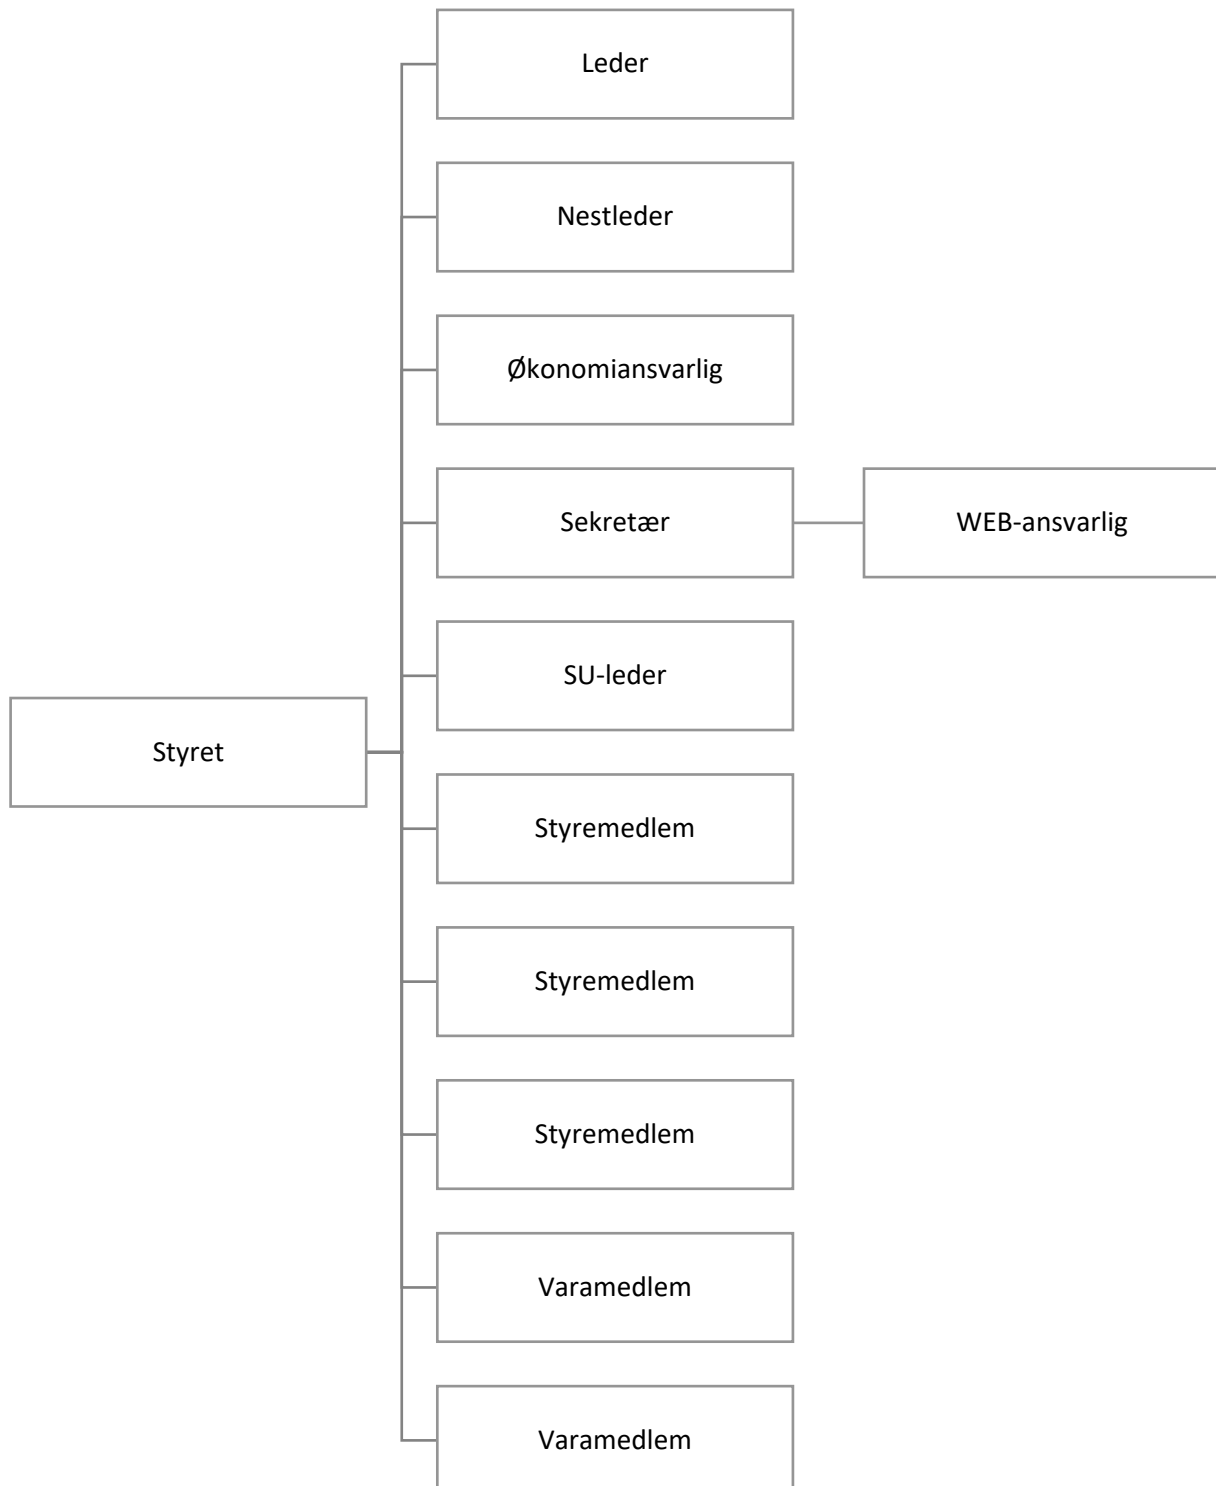 Leder
Nestleder
Økonomiansvarlig
Sekretær
WEB-ansvarlig
SU-leder
Styret
Styremedlem
Styremedlem
Styremedlem
Varamedlem
Varamedlem